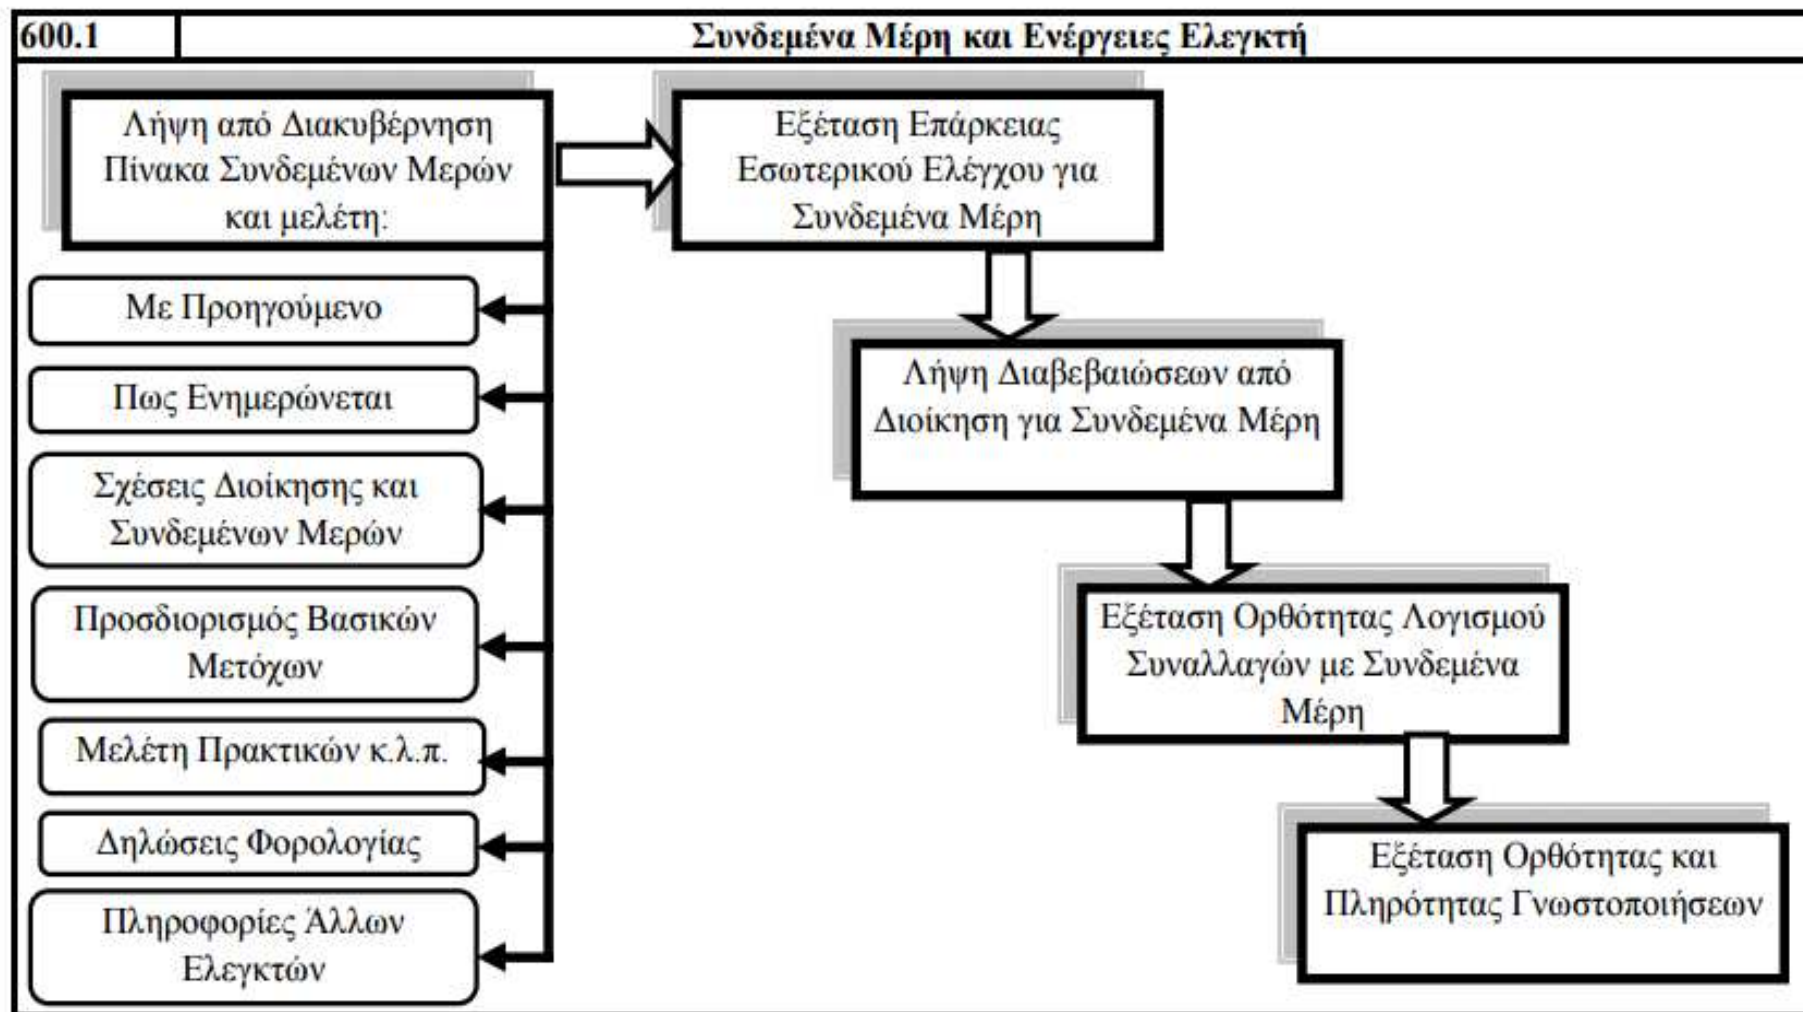 600.1
Συνδεμένα Μέρη και Ενέργειες Ελεγκτή
Λήψη από Διακυβέρνηση
Πίνακα Συνδεμένων Μερών
και μελέτη:
Με Προηγούμενο
Πως Ενημερώνεται
Σχέσεις Διοίκησης και
Συνδεμένων Μερών
Προσδιορισμός Βασικών
Μετόχων
Μελέτη Πρακτικών κ.λ.π.
Δηλώσεις Φορολογίας
Πληροφορίες Άλλων
Ελεγκτών
Εξέταση Επάρκειας
Εσωτερικού Ελέγχου για
Συνδεμένα Μέρη
Λήψη Διαβεβαιώσεων από
Διοίκηση για Συνδεμένα Μέρη
Εξέταση Ορθότητας Λογισμού
Συναλλαγών με Συνδεμένα
Μέρη
Εξέταση Ορθότητας και
Πληρότητας Γνωστοποιήσεων